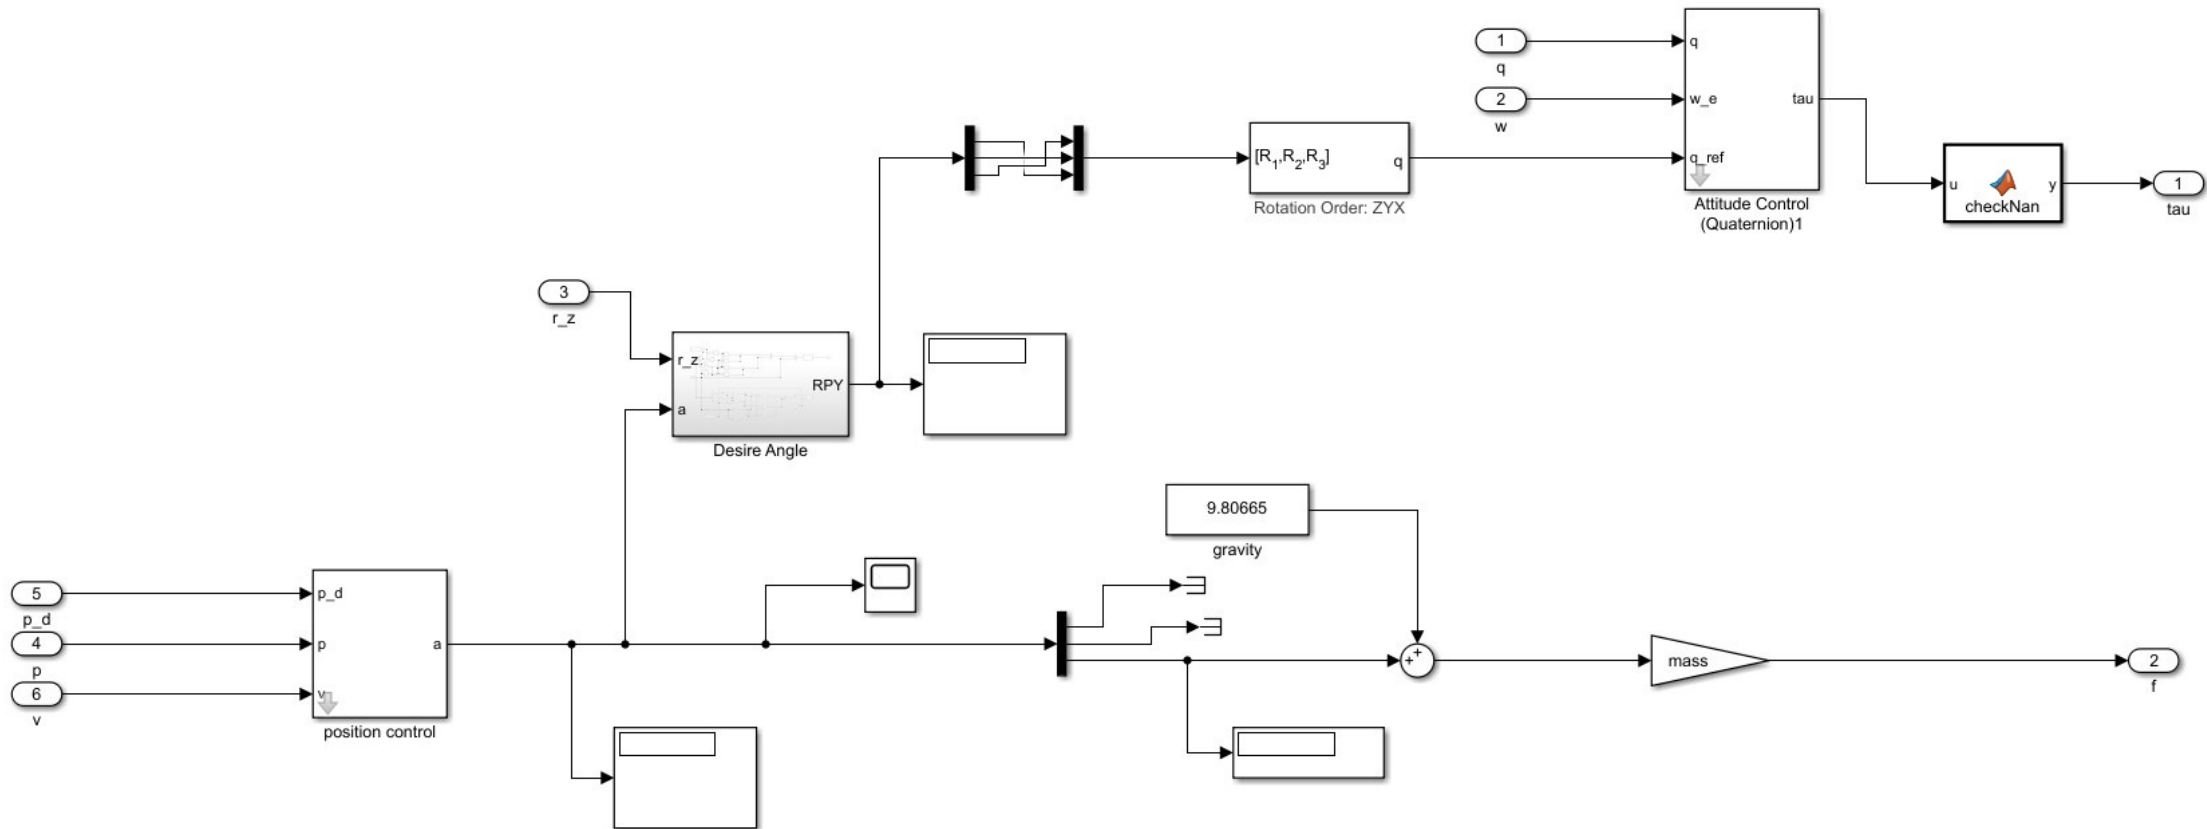 1
q
2
w
q
w_e
q_ref
tau
Attitude Control
(Quaternion)1
[R1,R2,R3]
q
Rotation Order: ZYX
u
y
checkNan
1
tau
3
r_z
r_z
a
RPY
Desire Angle
9.80665
gravity
5
p_d
4
p
6
v
p_d
p
v
a
position control
+
+
mass
2
f